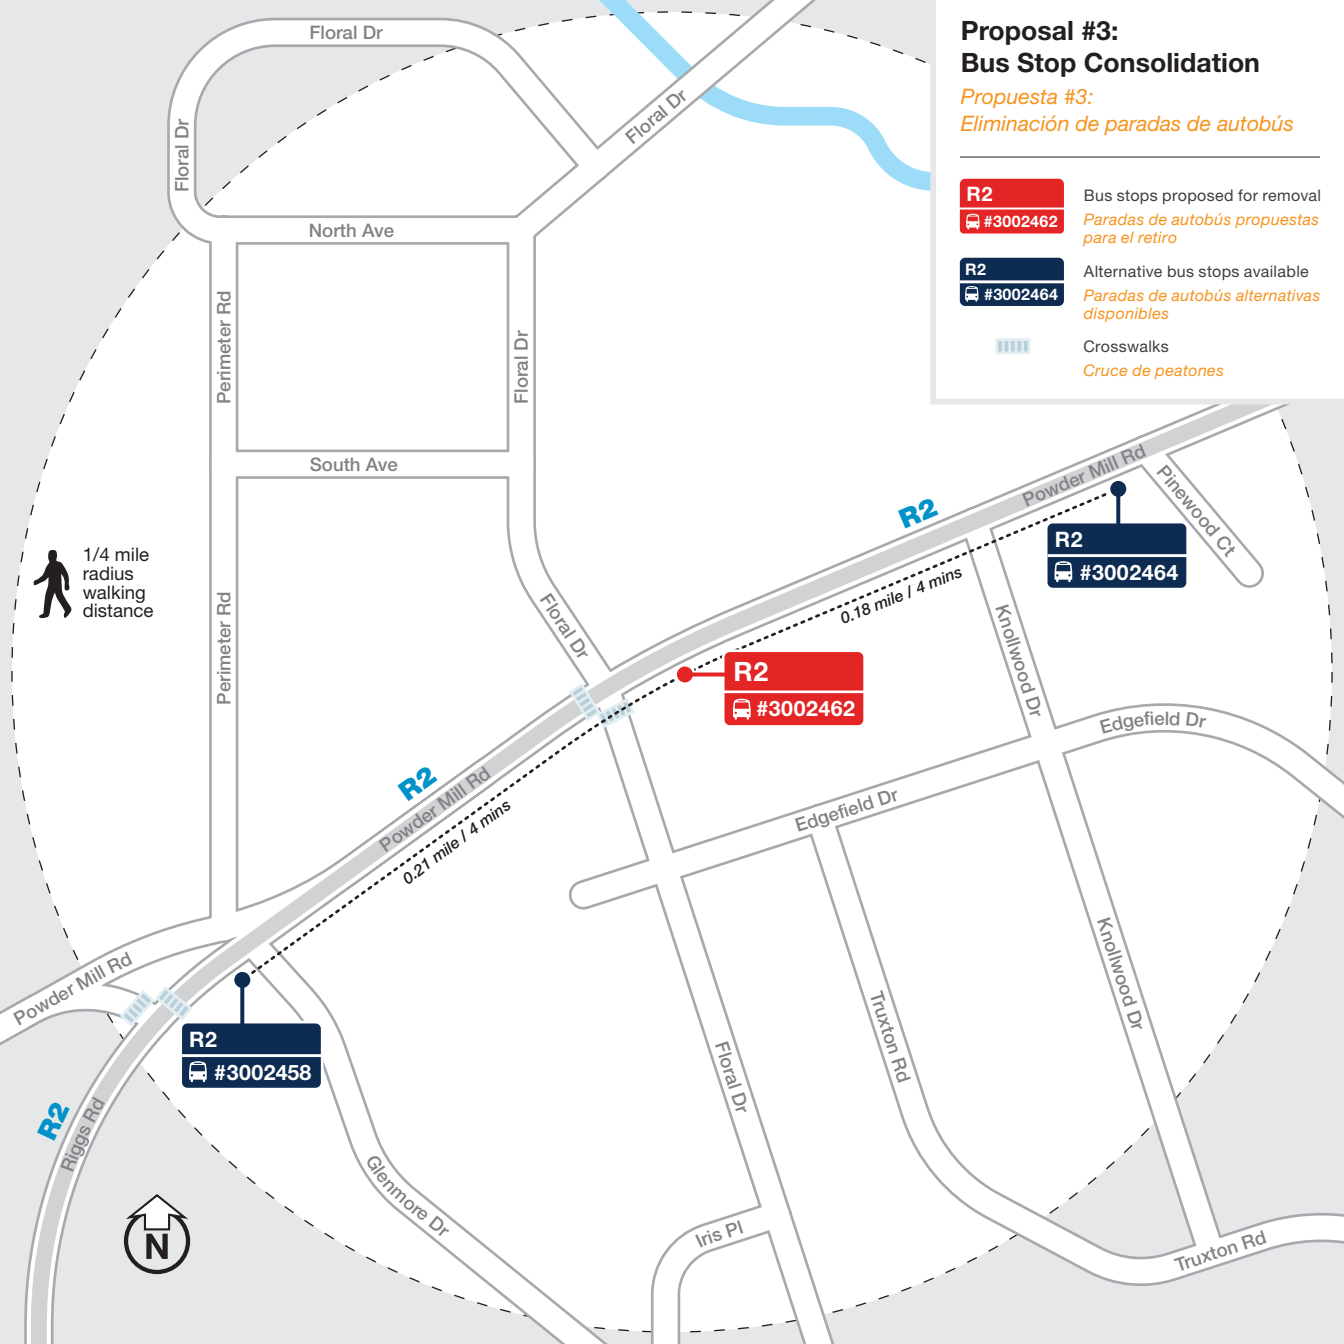 Proposal #3:
Bus Stop Consolidation
Propuesta #3:
Eliminación de paradas de autobús
R2
#3002462
Bus stops proposed for removal
Paradas de autobús propuestas
para el retiro
R2
#3002464
Alternative bus stops available
Paradas de autobús alternativas
disponibles
Crosswalks
Cruce de peatones
Floral Dr
Floral Dr
Floral Dr
North Ave
Perimeter Rd
Floral Dr
South Ave
Powder Mill Rd
Pinewood Ct
R2
R2
#3002464
1/4 mile
radius
walking
distance
0.18 mile / 4 mins
Perimeter Rd
Floral Dr
Knollwood Dr
R2
#3002462
Edgefield Dr
R2
Powder Mill Rd
0.21 mile / 4 mins
Edgefield Dr
Powder Mill Rd
Knollwood Dr
R2
#3002458
Truxton Rd
Floral Dr
R2
Riggs Rd
Glenmore Dr
Iris Pl
Truxton Rd
N